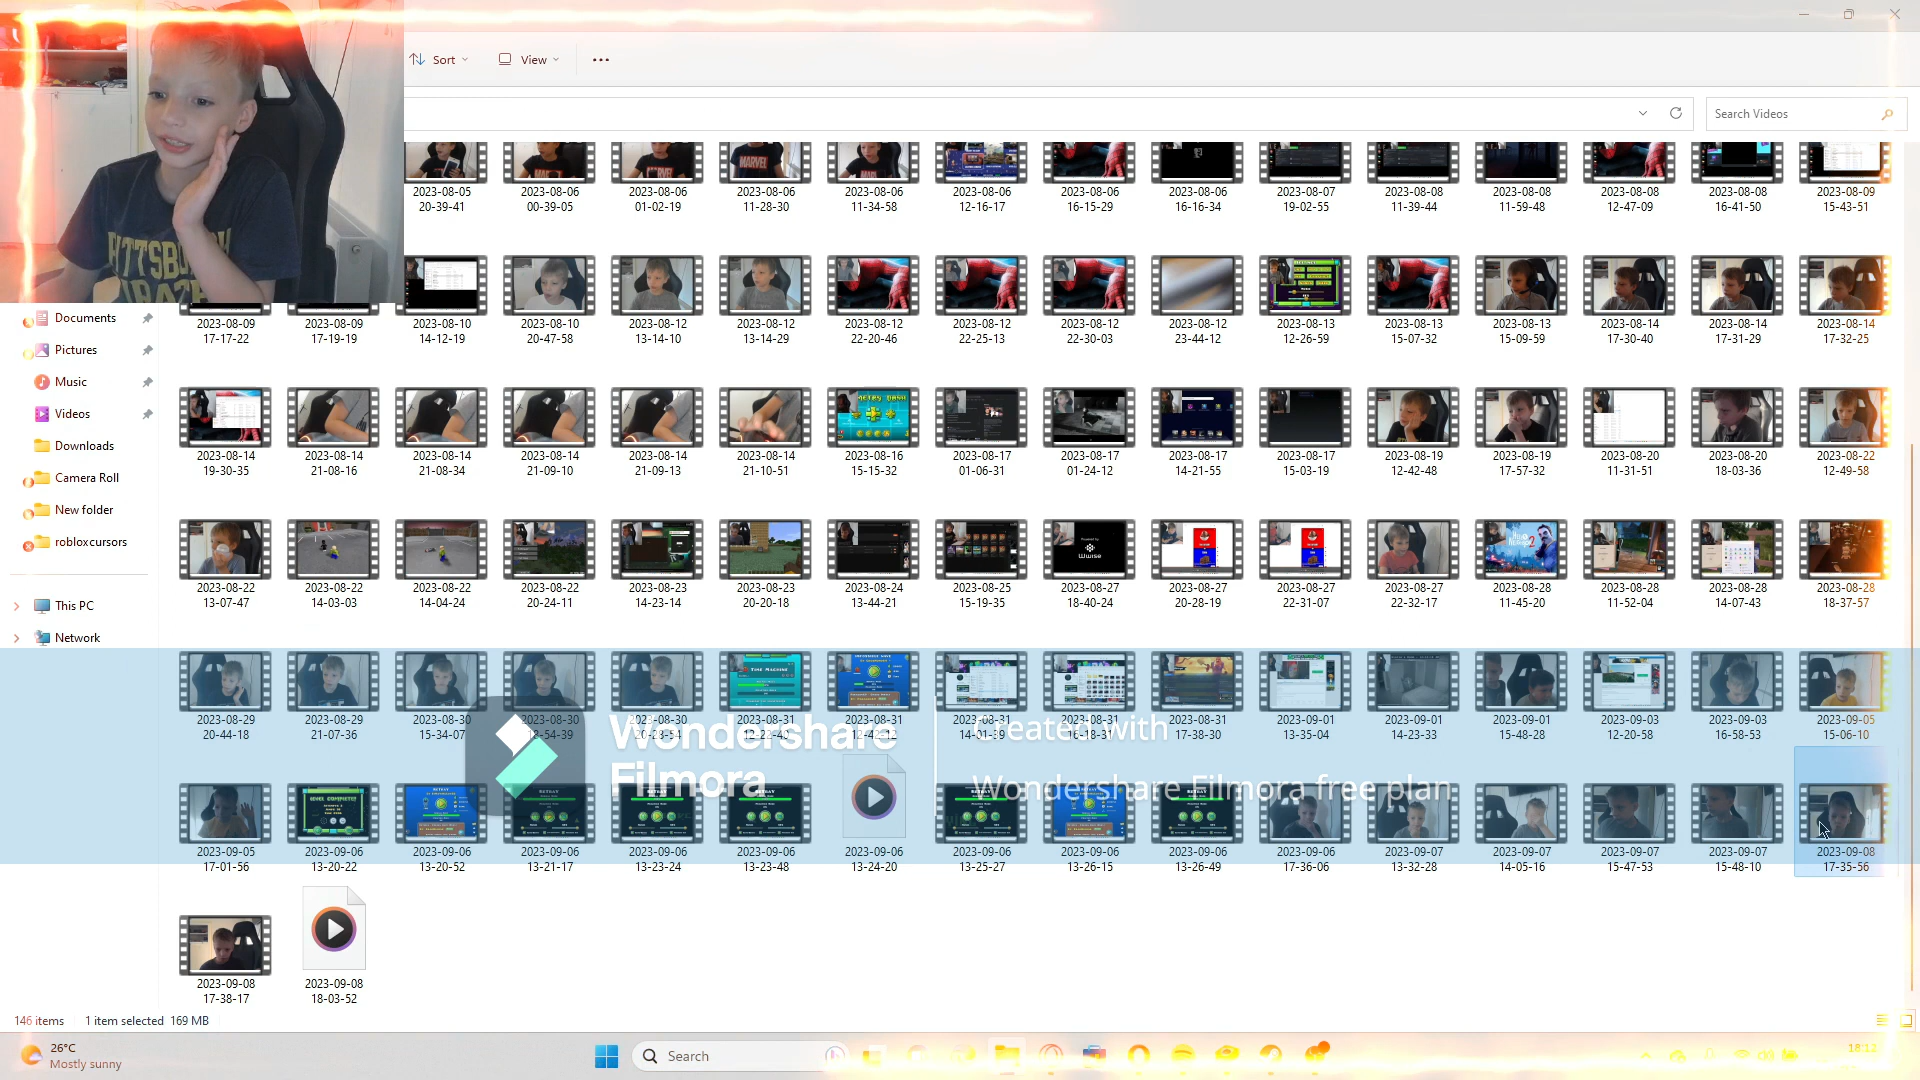 Sort
View
Search Videos
PITTSBURGH
2023-08-05 2023-08-06 2023-08-06 2023-08-06 2023-08-06 2023-08-06 2023-08-06 2023-08-06 2023-08-07 2023-08-08 2023-08-08 2023-08-08 2023-08-08 2023-08-09
20-39-41 00-39-05 01-02-19 11-28-30 11-34-58 12-16-17 16-15-29 16-16-34 19-02-55 11-39-44 11-59-48 12-47-09 16-41-50 15-43-51
Documents
Pictures
Music
Videos
Downloads
Camera Roll
New folder
robloxcursors
This PC
Network
2023-08-09 2023-08-09 2023-08-10 2023-08-10 2023-08-12 2023-08-12 2023-08-12 2023-08-12 2023-08-12 2023-08-12 2023-08-13 2023-08-13 2023-08-13 2023-08-14 2023-08-14 2023-08-14
17-17-22 17-19-19 14-12-19 20-47-58 13-14-10 13-14-29 22-20-46 22-25-13 22-30-03 23-44-12 12-26-59 15-07-32 15-09-59 17-30-40 17-31-29 17-32-25
2023-08-14 2023-08-14 2023-08-14 2023-08-14 2023-08-14 2023-08-14 2023-08-16 2023-08-17 2023-08-17 2023-08-17 2023-08-17 2023-08-19 2023-08-19 2023-08-20 2023-08-20 2023-08-22
19-30-35 21-08-16 21-08-34 21-09-10 21-09-13 21-10-51 15-15-32 01-06-31 01-24-12 14-21-55 15-03-19 12-42-48 17-57-32 11-31-51 18-03-36 12-49-58
2023-08-22 2023-08-22 2023-08-22 2023-08-22 2023-08-23 2023-08-23 2023-08-24 2023-08-25 2023-08-27 2023-08-27 2023-08-27 2023-08-27 2023-08-28 2023-08-28 2023-08-28 2023-08-28
13-07-47 14-03-03 14-04-24 20-24-11 14-23-14 20-20-18 13-44-21 15-19-35 18-40-24 20-28-19 22-31-07 22-32-17 11-45-20 11-52-04 14-07-43 18-37-57
2023-08-29 2023-08-29 2023-08-30 2023-08-30 2023-08-30 2023-08-31 2023-08-31 2023-08-31 2023-08-31 2023-08-31 2023-09-01 2023-09-01 2023-09-01 2023-09-03 2023-09-03 2023-09-05
20-44-18 21-07-36 15-34-07 17-38-30 13-35-04 14-23-33 15-48-28 12-20-58 16-58-53 15-06-10
Wondershare
Filmora
Created with
Wondershare Filmora free plan
2023-09-05 2023-09-06 2023-09-06 2023-09-06 2023-09-06 2023-09-06 2023-09-06 2023-09-06 2023-09-06 2023-09-06 2023-09-06 2023-09-07 2023-09-07 2023-09-07 2023-09-07 2023-09-08
17-01-56 13-20-22 13-20-52 13-21-17 13-23-24 13-23-48 13-24-20 13-25-27 13-26-15 13-26-49 17-36-06 13-32-28 14-05-16 15-47-53 15-48-10 17-35-56
2023-09-08 2023-09-08
17-38-17 18-03-52
146 items 1 item selected 169 MB
26°C
Mostly sunny
Search
18:12